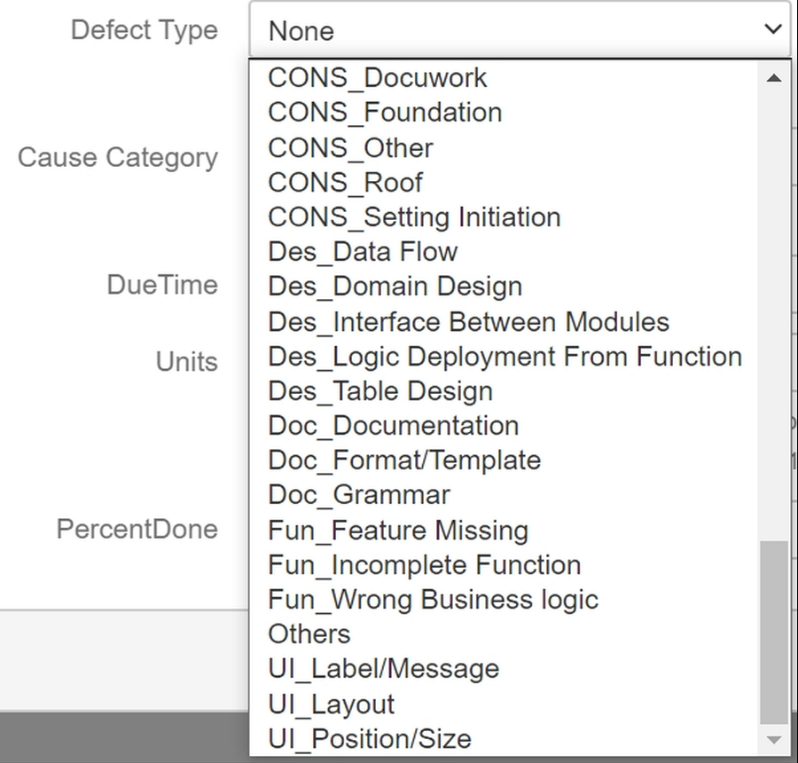 Defect Type
None
CONS_Docuwork
CONS_Foundation
CONS_Other
Cause Category
CONS_Roof
CONS_Setting Initiation
Des_Data Flow
DueTime
Des_Domain Design
Des_Interface Between Modules
Units
Des_Logic Deployment From Function
Des_Table Design
Doc_Documentation
Doc_Format/Template
Doc_Grammar
PercentDone
Fun_Feature Missing
Fun_Incomplete Function
Fun_Wrong Business logic
Others
UI_Label/Message
UI_Layout
UI_Position/Size